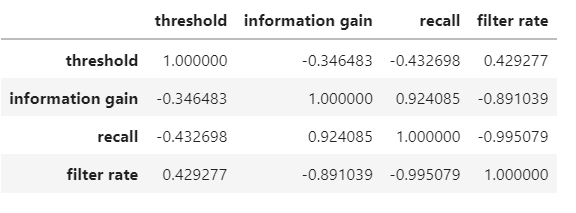 threshold information gain recall filter rate
threshold 1.000000 -0.346483 -0.432698 0.429277
information gain -0.346483 1.000000 0.924085 -0.891039
recall -0.432698 0.924085 1.000000 -0.995079
filter rate 0.429277 -0.891039 -0.995079 1.000000